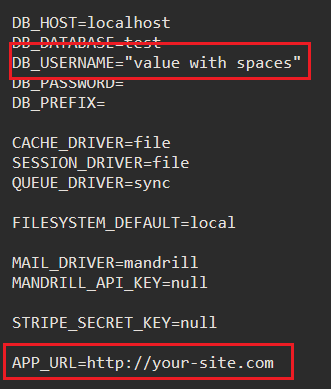 DB_HOST=localhost
DB_DATABASE=test
DB_USERNAME="value with spaces"
DB_PASSWORD=
DB_PREFIX=
CACHE_DRIVER=file
SESSION_DRIVER=file
QUEUE_DRIVER=sync
FILESYSTEM_DEFAULT=local
MAIL_DRIVER=mandrill
MANDRILL_API_KEY=null
STRIPE_SECRET_KEY=null
APP_URL=http://your-site.com